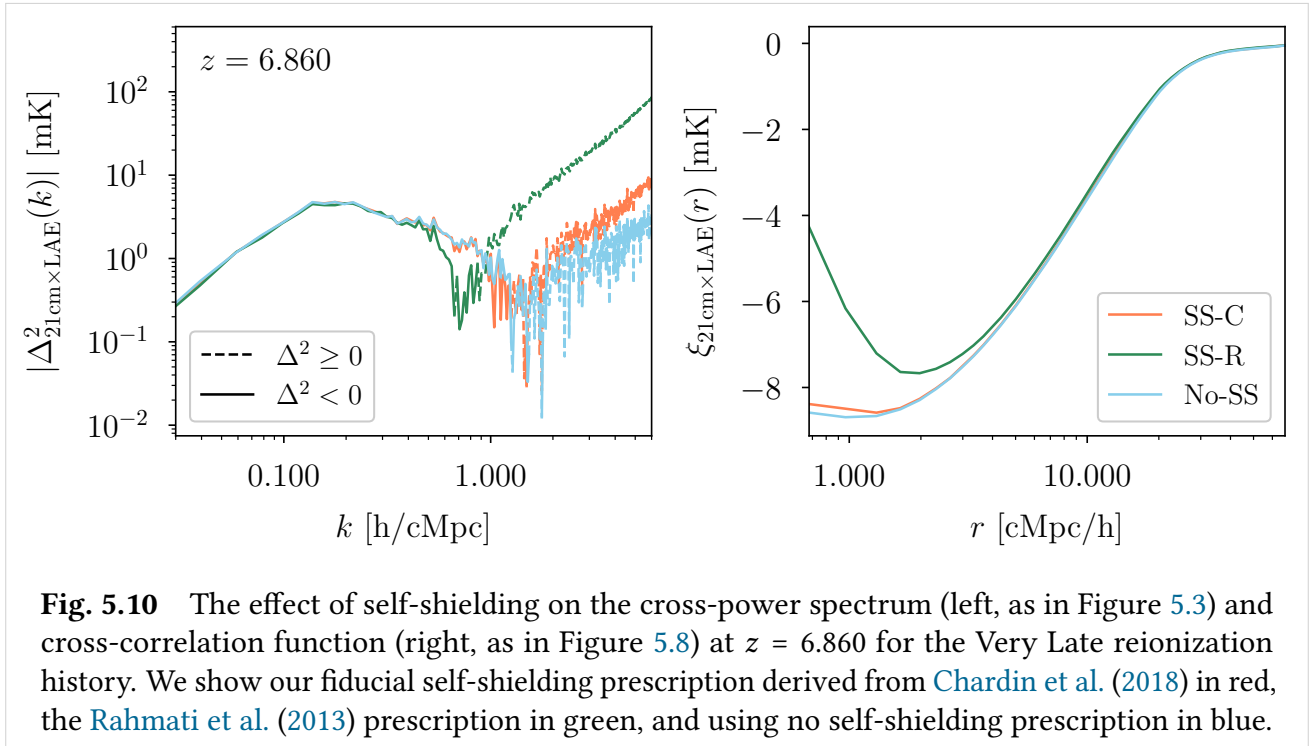 z = 6.860
|Δ²₂₁cm×LAE(k)| [mK]
10²
10¹
10⁰
10⁻¹
10⁻²
Δ² ≥ 0
Δ² < 0
0.100
1.000
k [h/cMpc]
ξ₂₁cm×LAE(r) [mK]
0
−2
−4
−6
−8
SS-C
SS-R
No-SS
1.000
10.000
r [cMpc/h]
Fig. 5.10 The effect of self-shielding on the cross-power spectrum (left, as in Figure 5.3) and
cross-correlation function (right, as in Figure 5.8) at z = 6.860 for the Very Late reionization
history. We show our fiducial self-shielding prescription derived from Chardin et al. (2018) in red,
the Rahmati et al. (2013) prescription in green, and using no self-shielding prescription in blue.